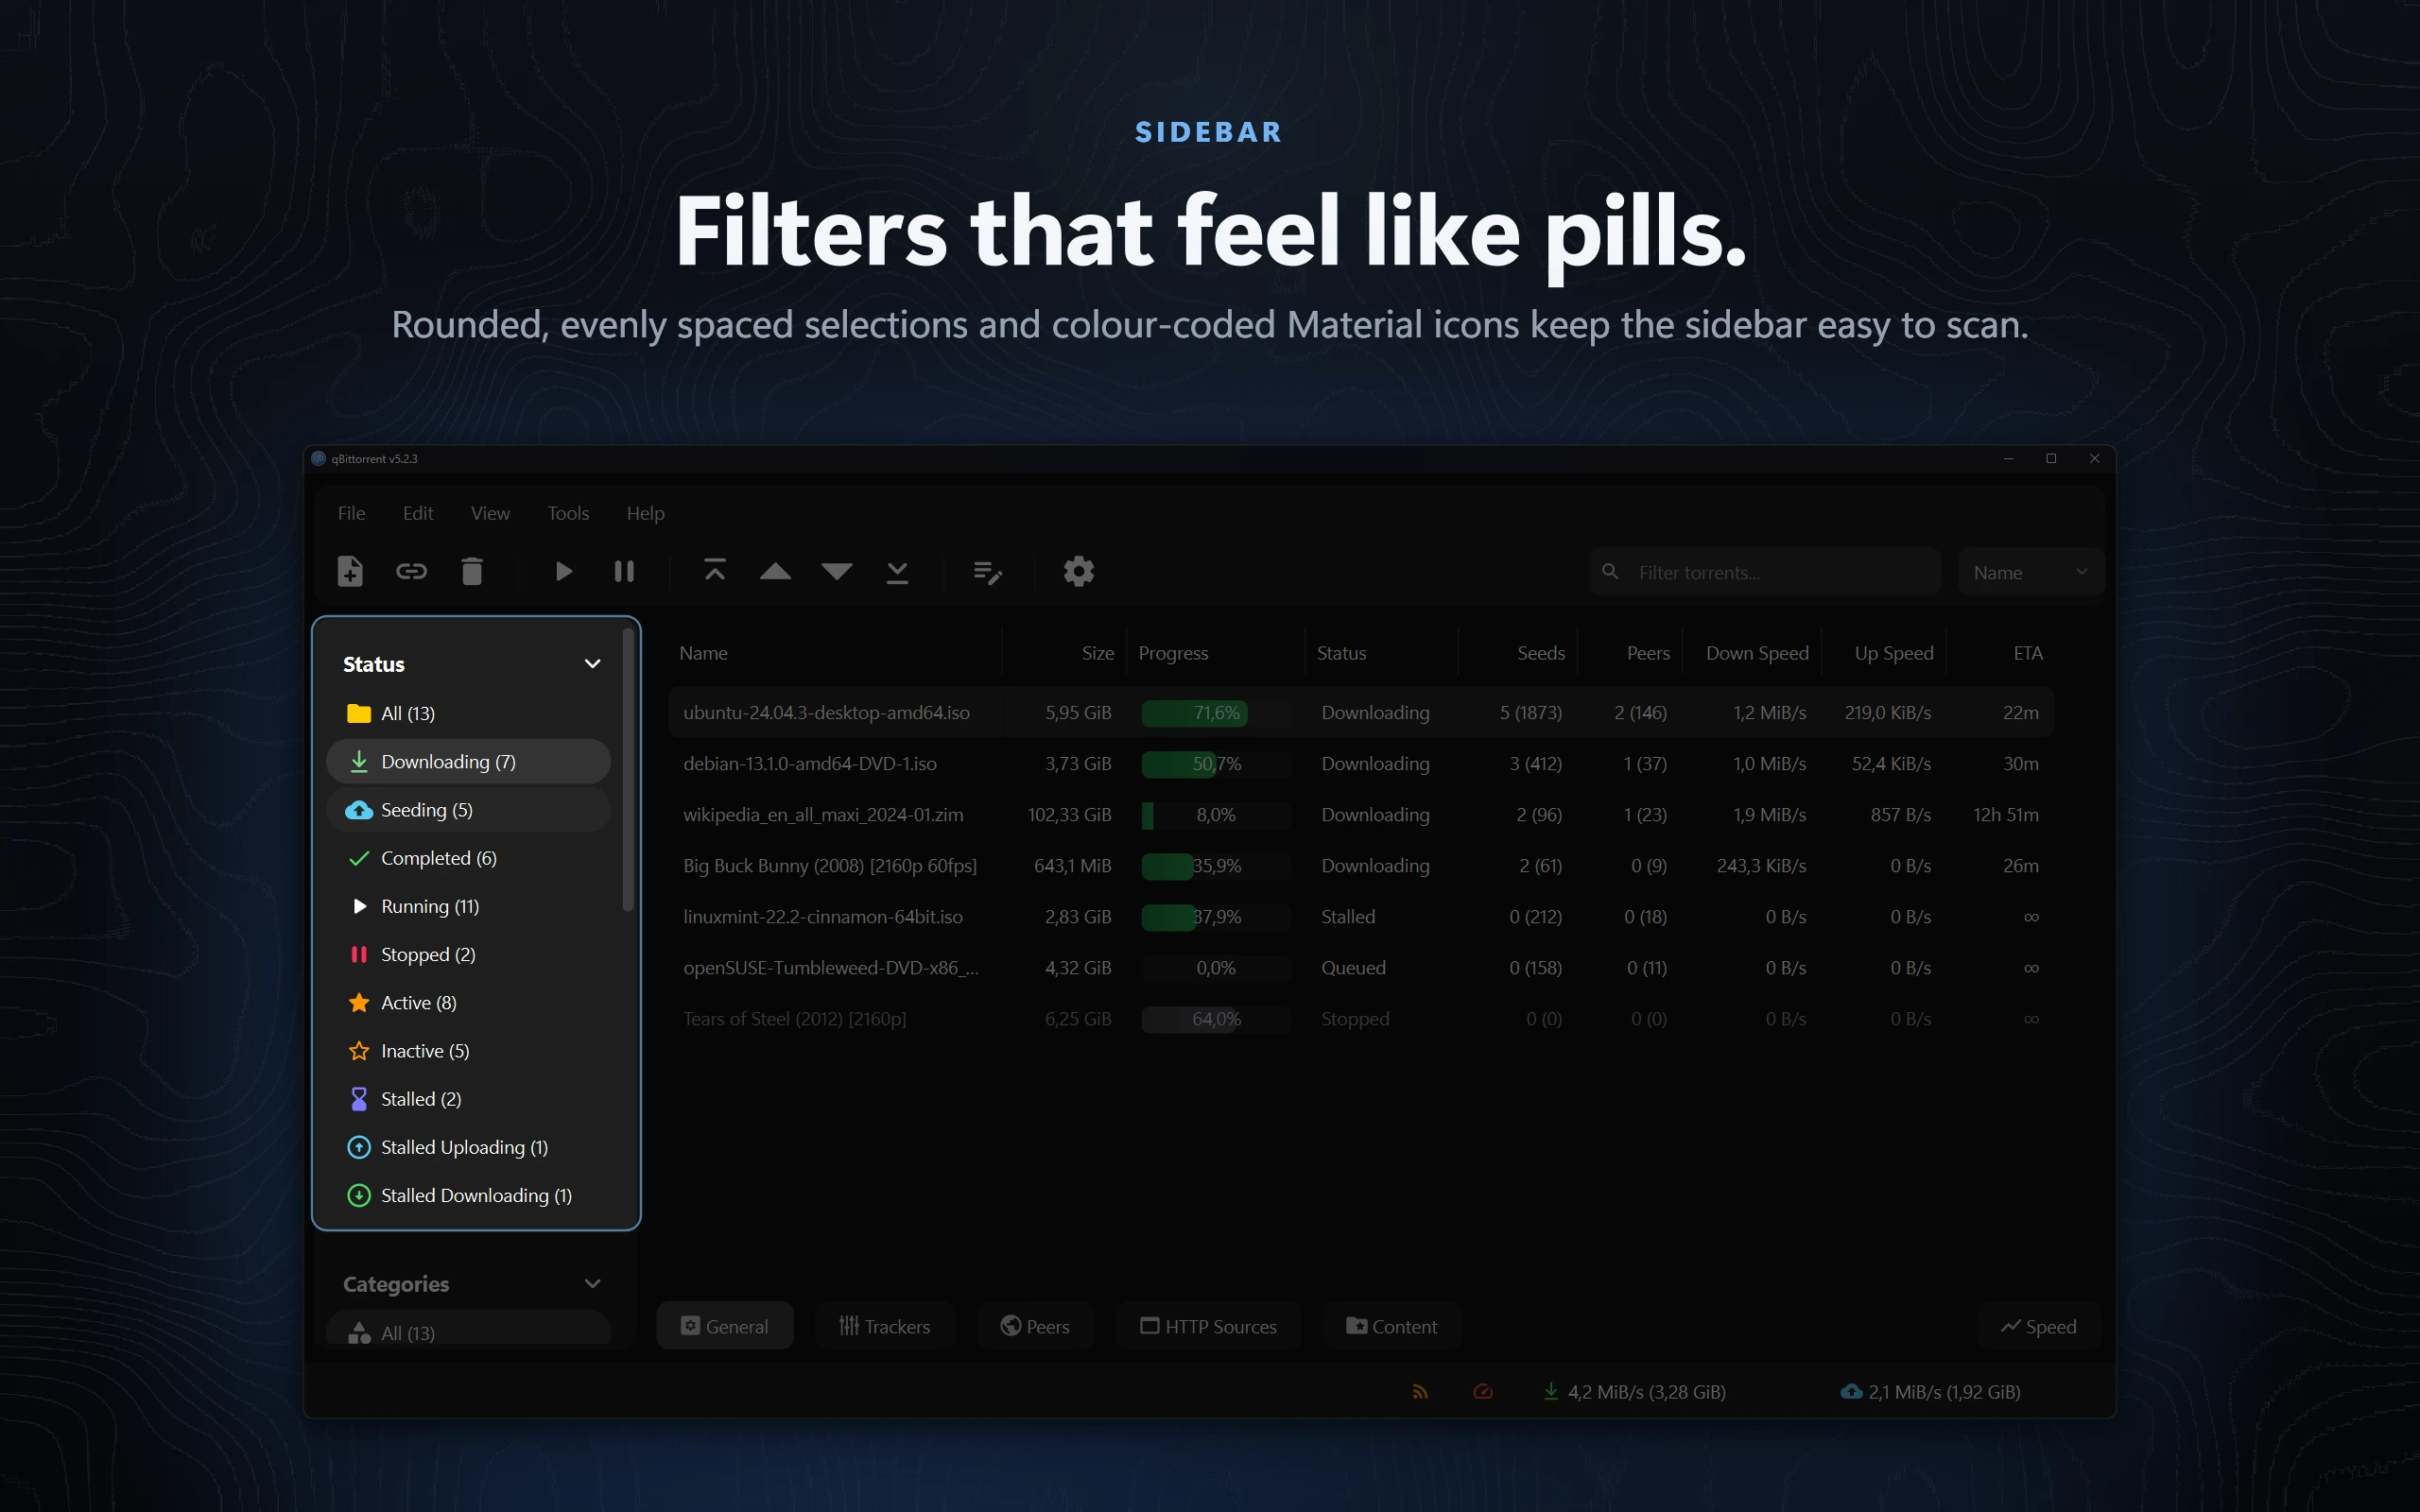 SIDEBAR
Filters that feel like pills.
Rounded, evenly spaced selections and colour-coded Material icons keep the sidebar easy to scan.
qBittorrent v5.2.3
File Edit View Tools Help
Filter torrents... Name
Status
All (13)
Downloading (7)
Seeding (5)
Completed (6)
Running (11)
Stopped (2)
Active (8)
Inactive (5)
Stalled (2)
Stalled Uploading (1)
Stalled Downloading (1)
Categories
All (13)
Name Size Progress Status Seeds Peers Down Speed Up Speed ETA
ubuntu-24.04.3-desktop-amd64.iso 5,95 GiB 71,6% Downloading 5 (1873) 2 (146) 1,2 MiB/s 219,0 KiB/s 22m
debian-13.1.0-amd64-DVD-1.iso 3,73 GiB 50,7% Downloading 3 (412) 1 (37) 1,0 MiB/s 52,4 KiB/s 30m
wikipedia_en_all_maxi_2024-01.zim 102,33 GiB 8,0% Downloading 2 (96) 1 (23) 1,9 MiB/s 857 B/s 12h 51m
Big Buck Bunny (2008) [2160p 60fps] 643,1 MiB 35,9% Downloading 2 (61) 0 (9) 243,3 KiB/s 0 B/s 26m
linuxmint-22.2-cinnamon-64bit.iso 2,83 GiB 37,9% Stalled 0 (212) 0 (18) 0 B/s 0 B/s ∞
openSUSE-Tumbleweed-DVD-x86_... 4,32 GiB 0,0% Queued 0 (158) 0 (11) 0 B/s 0 B/s ∞
Tears of Steel (2012) [2160p] 6,25 GiB 64,0% Stopped 0 (0) 0 (0) 0 B/s 0 B/s ∞
General Trackers Peers HTTP Sources Content Speed
4,2 MiB/s (3,28 GiB) 2,1 MiB/s (1,92 GiB)